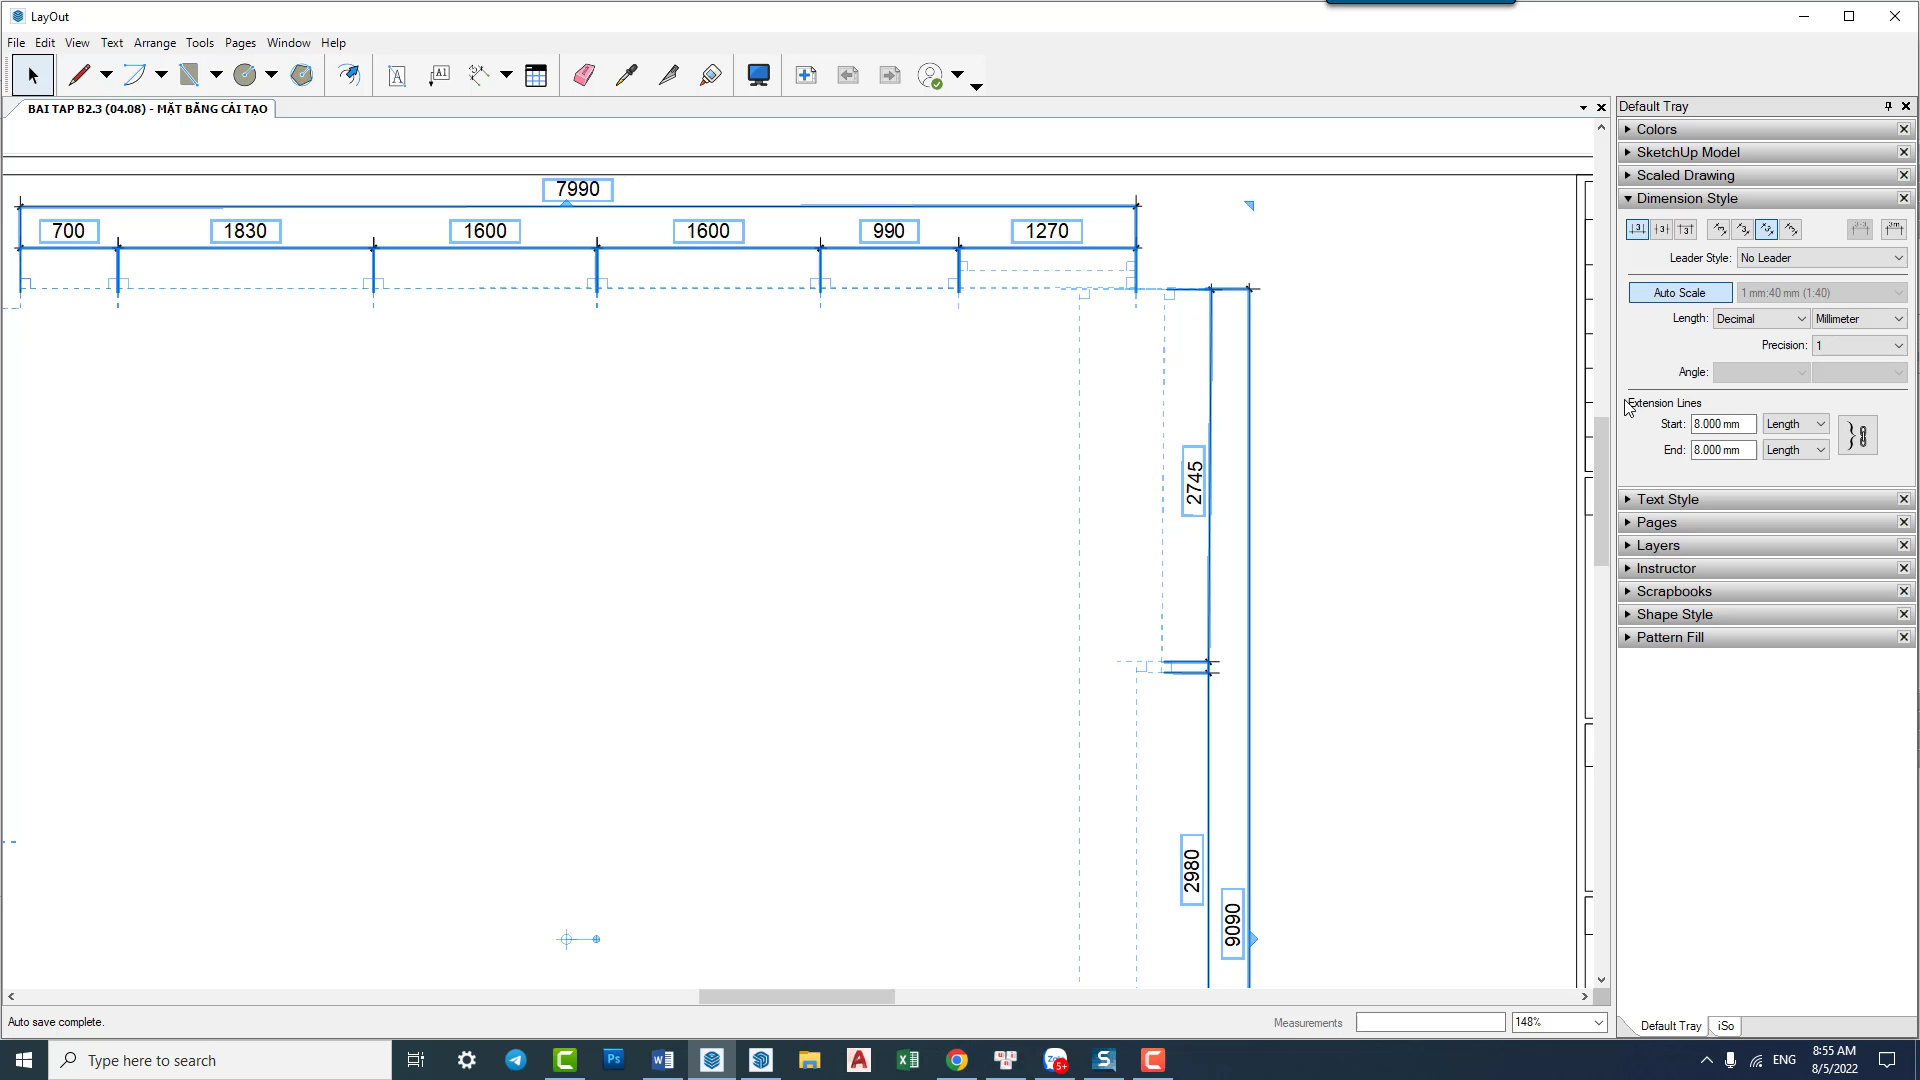 LayOut
File Edit View Text Arrange Tools Pages Window Help
A1
BAI TAP B2.3 (04.08) - MẶT BẰNG CẢI TẠO
7990
700 1830 1600 1600 990 1270
2745
2980
9090
Default Tray
Colors
SketchUp Model
Scaled Drawing
Dimension Style
Leader Style: No Leader
Auto Scale 1 mm:40 mm (1:40)
Length: Decimal Millimeter
Precision: 1
Angle:
Extension Lines
Start: 8.000 mm Length
End: 8.000 mm Length
Text Style
Pages
Layers
Instructor
Scrapbooks
Shape Style
Pattern Fill
Default Tray iSo
Auto save complete.
Measurements
148%
Type here to search
ENG
8:55 AM
8/5/2022